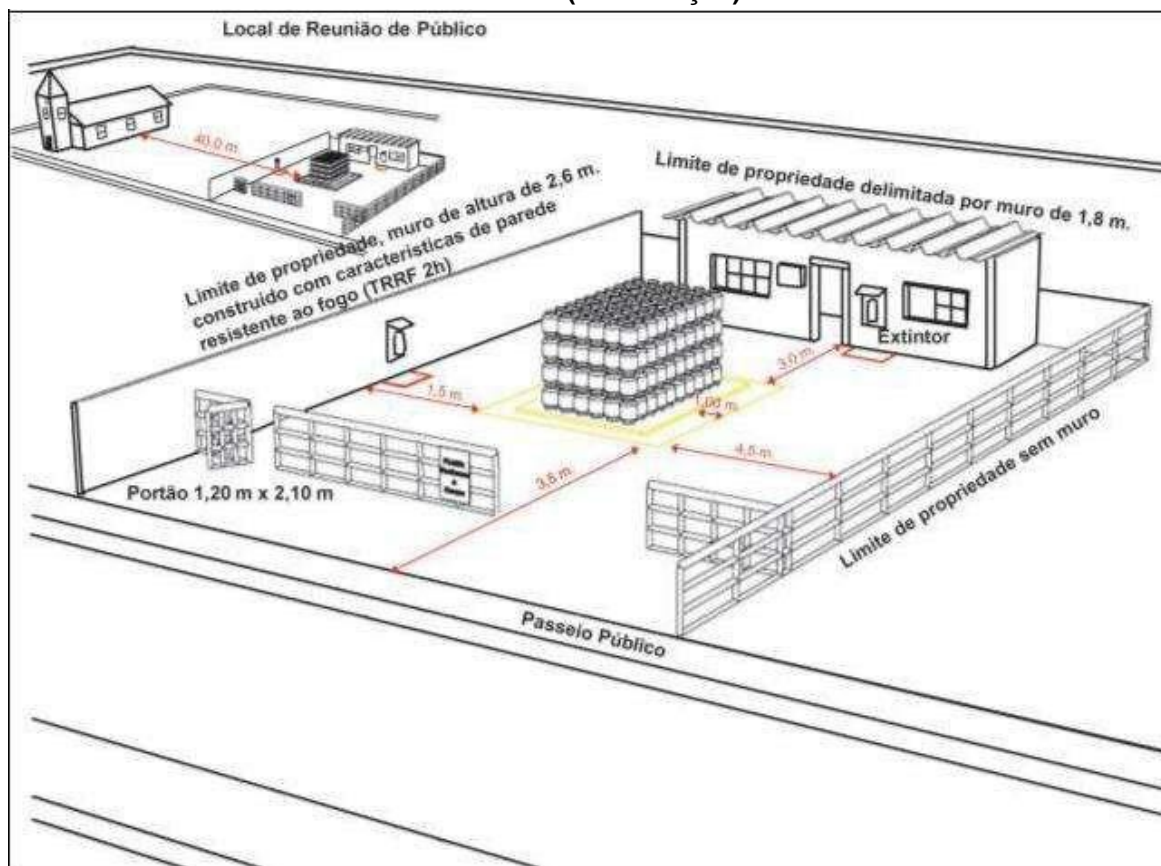 Local de Reunião de Público
40,0 m.
Limite de propriedade delimitada por muro de 1,8 m.
Limite de propriedade, muro de altura de 2,6 m.
construido com características de parede
resistente ao fogo (TRRF 2h)
Extintor
3,0 m.
1,5 m.
1,00 m.
4,5 m.
3,5 m.
Portão 1,20 m x 2,10 m
Limite de propriedade sem muro
Passeio Público